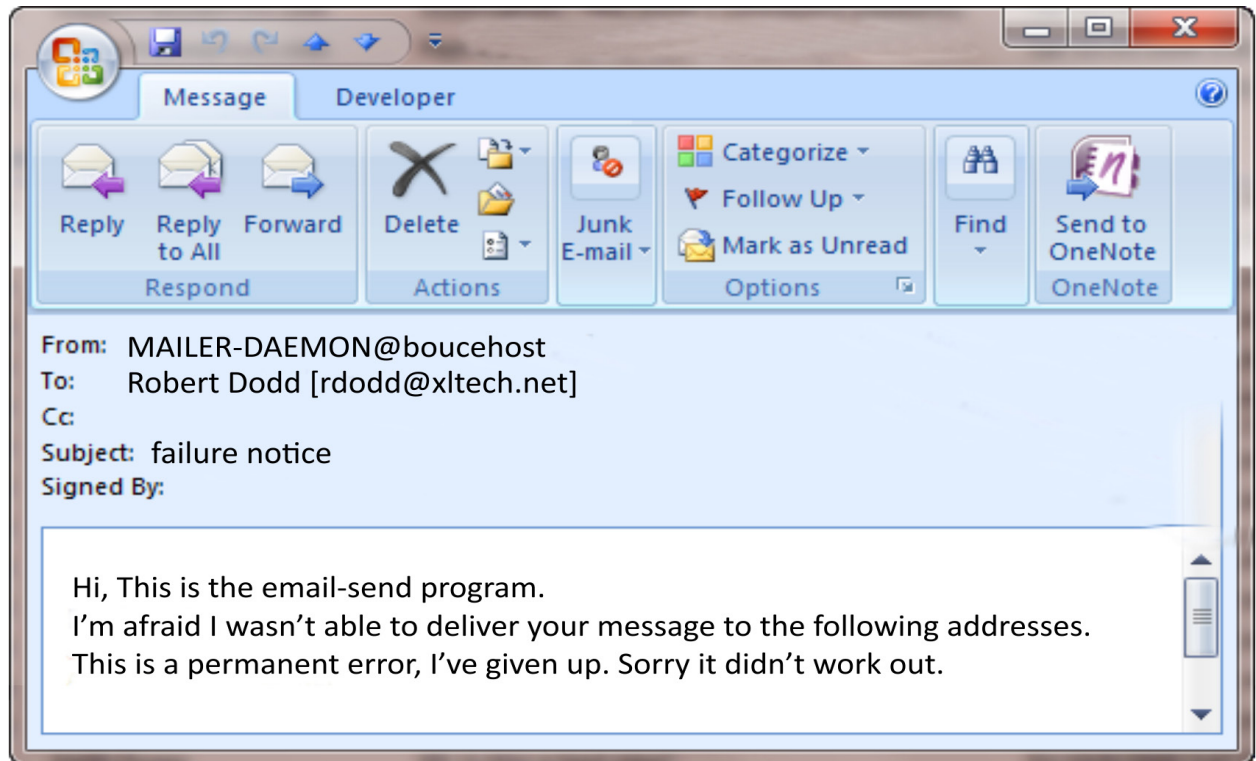 Message Developer
Reply
Reply to All
Forward
Respond
Delete
Actions
Junk E-mail
Categorize
Follow Up
Mark as Unread
Options
Find
Send to OneNote
OneNote
From: MAILER-DAEMON@boucehost
To: Robert Dodd [rdodd@xltech.net]
Cc:
Subject: failure notice
Signed By:
Hi, This is the email-send program.
I’m afraid I wasn’t able to deliver your message to the following addresses.
This is a permanent error, I’ve given up. Sorry it didn’t work out.